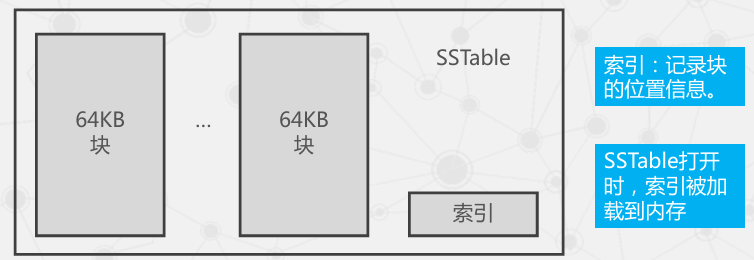 SSTable
64KB
块
...
64KB
块
索引
索引：记录块
的位置信息。
SSTable打开
时，索引被加
载到内存